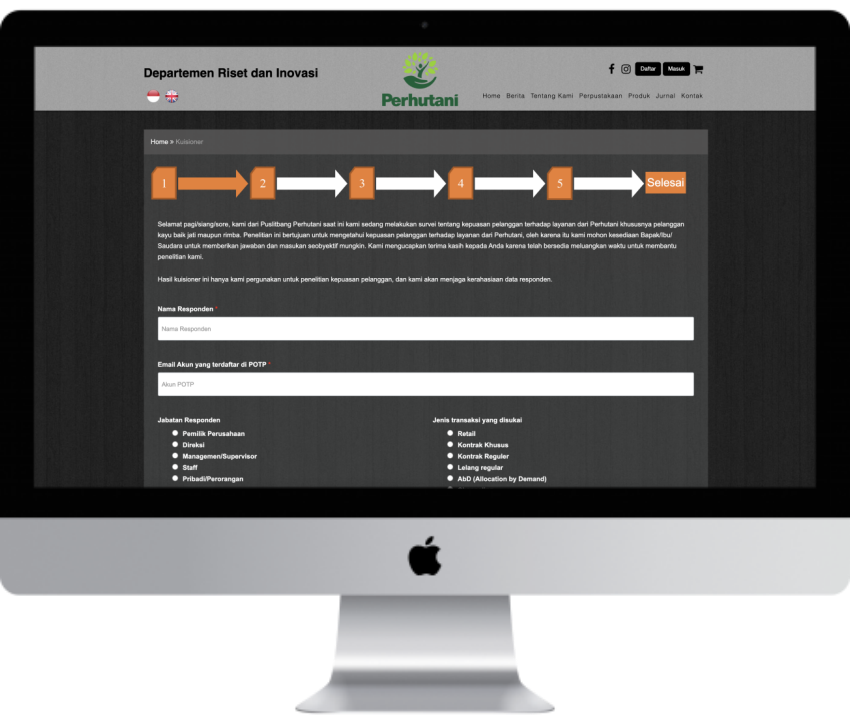 Departemen Riset dan Inovasi
Perhutani
Daftar
Masuk
Home Berita Tentang Kami Perpustakaan Produk Jurnal Kontak
Home » Kuisioner
1
2
3
4
5
Selesai
Selamat pagi/siang/sore, kami dari Puslitbang Perhutani saat ini kami sedang melakukan survei tentang kepuasan pelanggan terhadap layanan dari Perhutani khususnya pelanggan
kayu baik jati maupun rimba. Penelitian ini bertujuan untuk mengetahui kepuasan pelanggan terhadap layanan dari Perhutani, oleh karena itu kami mohon kesediaan Bapak/Ibu/
Saudara untuk memberikan jawaban dan masukan seobyektif mungkin. Kami mengucapkan terima kasih kepada Anda karena telah bersedia meluangkan waktu untuk membantu
penelitian kami.
Hasil kuisioner ini hanya kami pergunakan untuk penelitian kepuasan pelanggan, dan kami akan menjaga kerahasiaan data responden.
Nama Responden *
Nama Responden
Email Akun yang terdaftar di POTP *
Akun POTP
Jabatan Responden
Pemilik Perusahaan
Direksi
Managemen/Supervisor
Staff
Pribadi/Perorangan
Jenis transaksi yang disukai
Retail
Kontrak Khusus
Kontrak Reguler
Lelang regular
AbD (Allocation by Demand)